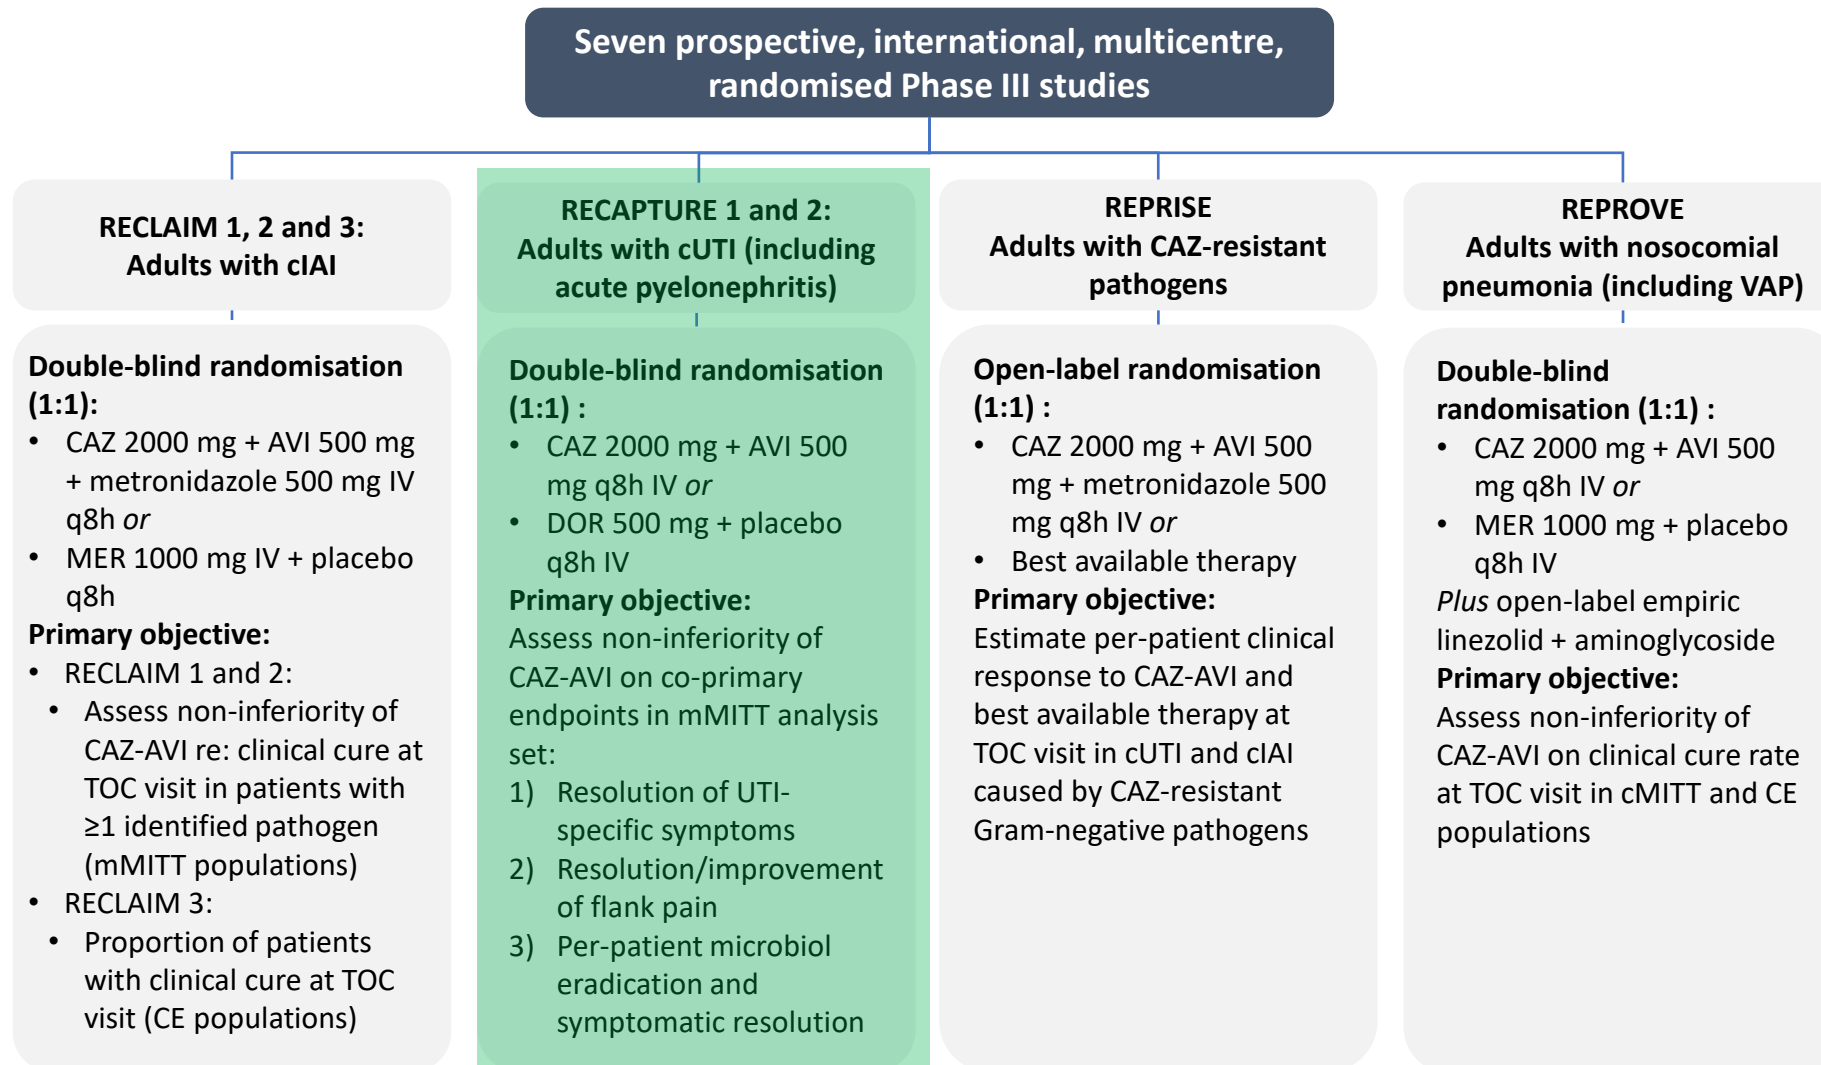 Seven prospective, international, multicentre,
randomised Phase III studies
RECLAIM 1, 2 and 3:
Adults with cIAI
Double-blind randomisation
(1:1):
• CAZ 2000 mg + AVI 500 mg
+ metronidazole 500 mg IV
q8h or
• MER 1000 mg IV + placebo
q8h
Primary objective:
• RECLAIM 1 and 2:
• Assess non-inferiority of
CAZ-AVI re: clinical cure at
TOC visit in patients with
≥1 identified pathogen
(mMITT populations)
• RECLAIM 3:
• Proportion of patients
with clinical cure at TOC
visit (CE populations)
RECAPTURE 1 and 2:
Adults with cUTI (including
acute pyelonephritis)
Double-blind randomisation
(1:1) :
• CAZ 2000 mg + AVI 500
mg q8h IV or
• DOR 500 mg + placebo
q8h IV
Primary objective:
Assess non-inferiority of
CAZ-AVI on co-primary
endpoints in mMITT analysis
set:
1) Resolution of UTI-
specific symptoms
2) Resolution/improvement
of flank pain
3) Per-patient microbiol
eradication and
symptomatic resolution
REPRISE
Adults with CAZ-resistant
pathogens
Open-label randomisation
(1:1) :
• CAZ 2000 mg + AVI 500
mg + metronidazole 500
mg q8h IV or
• Best available therapy
Primary objective:
Estimate per-patient clinical
response to CAZ-AVI and
best available therapy at
TOC visit in cUTI and cIAI
caused by CAZ-resistant
Gram-negative pathogens
REPROVE
Adults with nosocomial
pneumonia (including VAP)
Double-blind
randomisation (1:1) :
• CAZ 2000 mg + AVI 500
mg q8h IV or
• MER 1000 mg + placebo
q8h IV
Plus open-label empiric
linezolid + aminoglycoside
Primary objective:
Assess non-inferiority of
CAZ-AVI on clinical cure rate
at TOC visit in cMITT and CE
populations